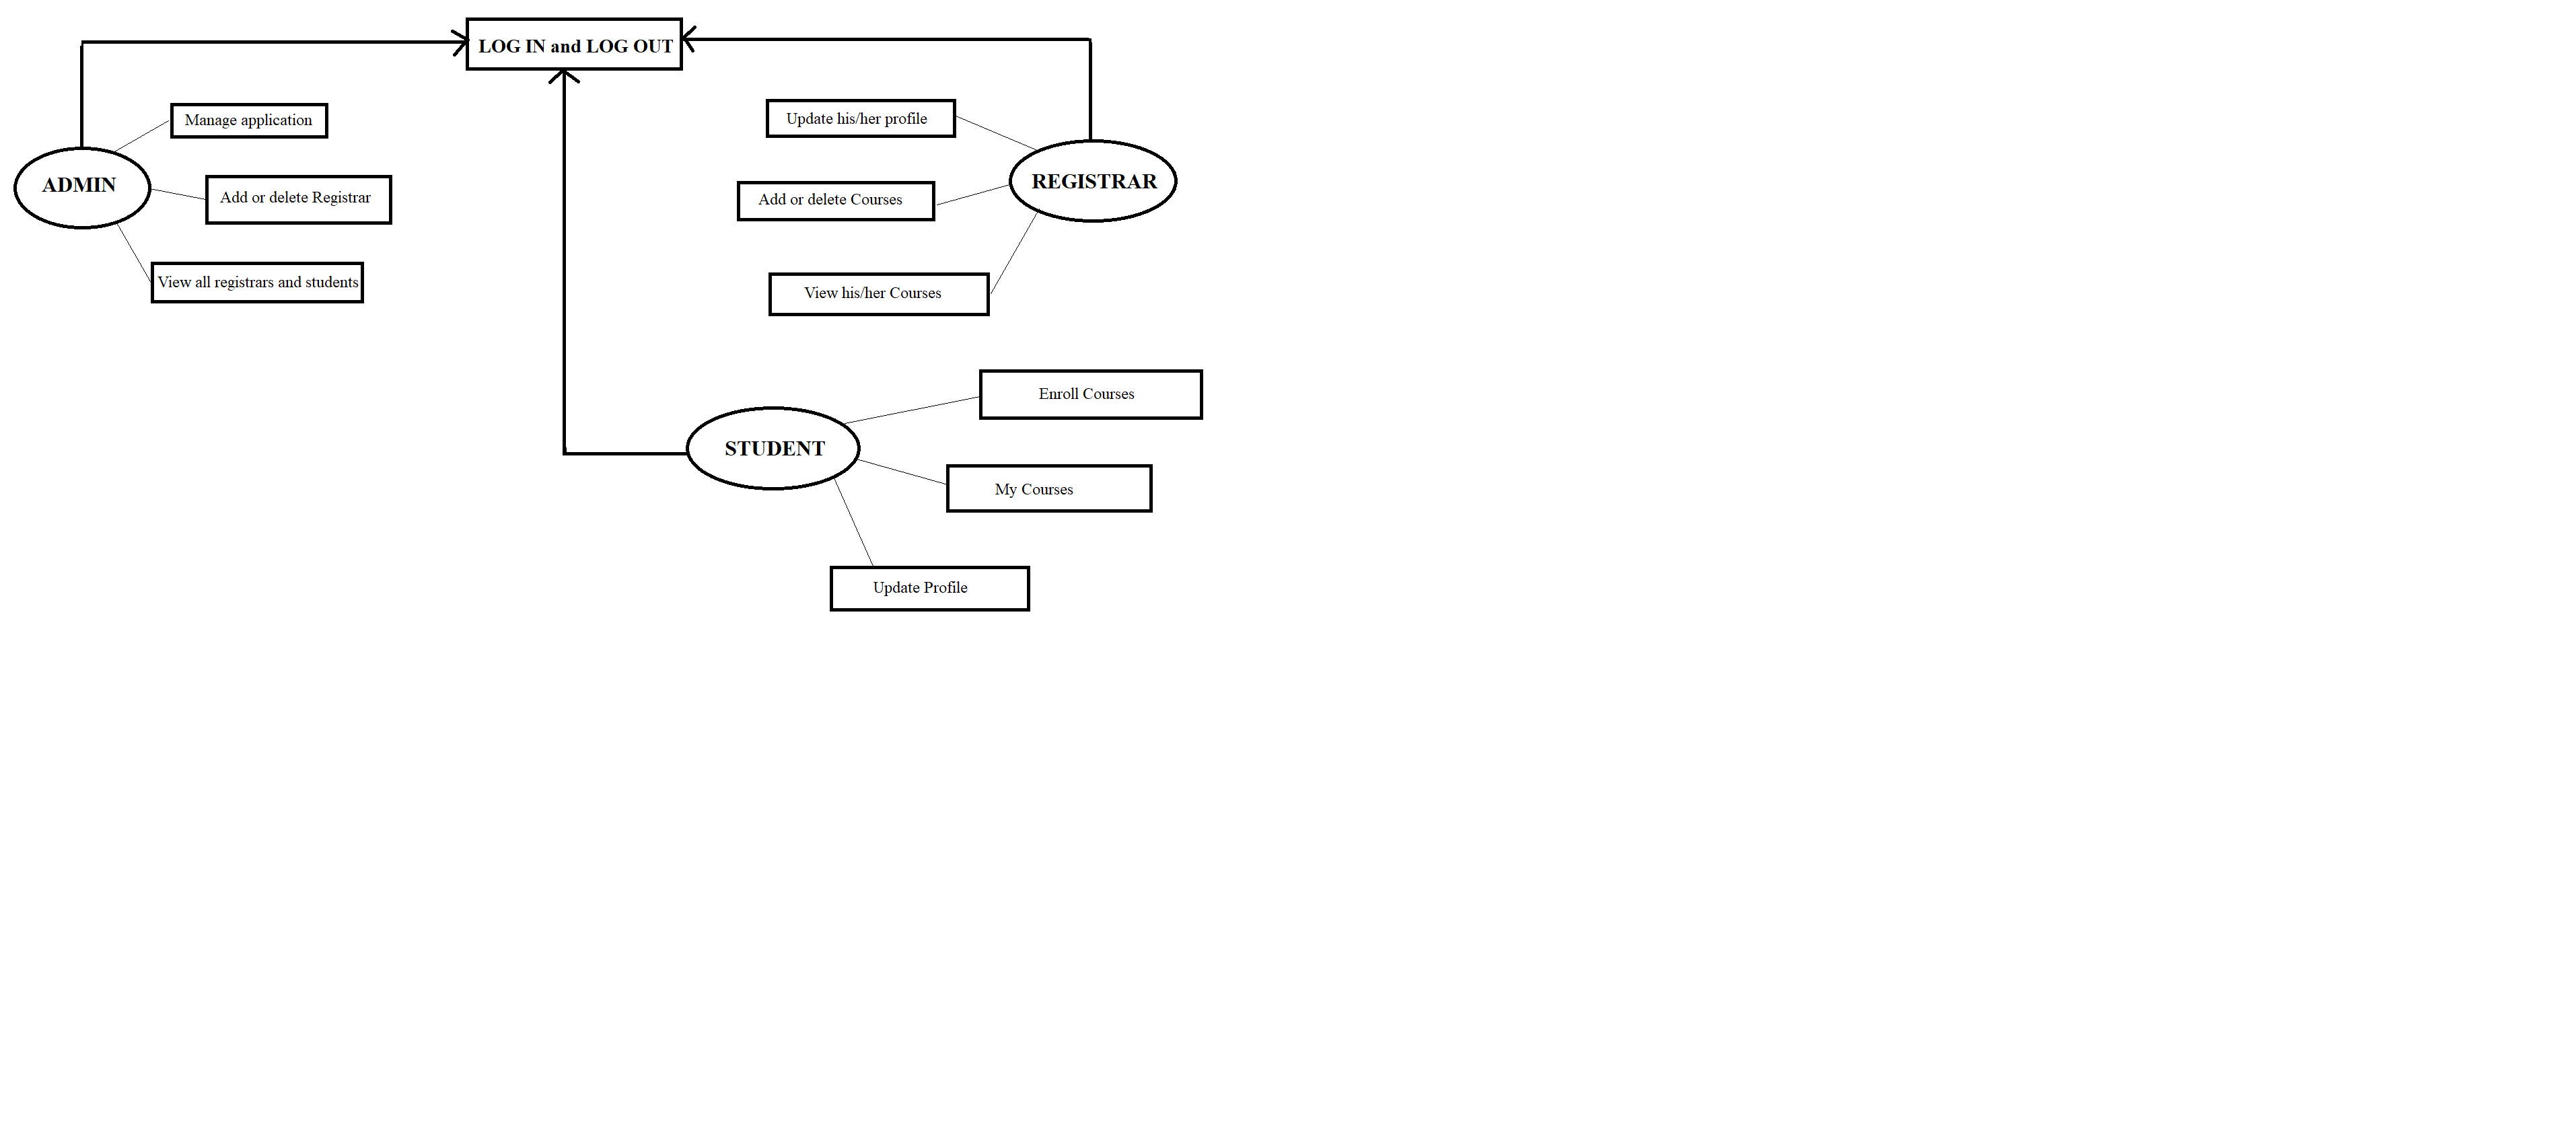 LOG IN and LOG OUT
Manage application
ADMIN
Add or delete Registrar
View all registrars and students
Update his/her profile
REGISTRAR
Add or delete Courses
View his/her Courses
Enroll Courses
STUDENT
My Courses
Update Profile